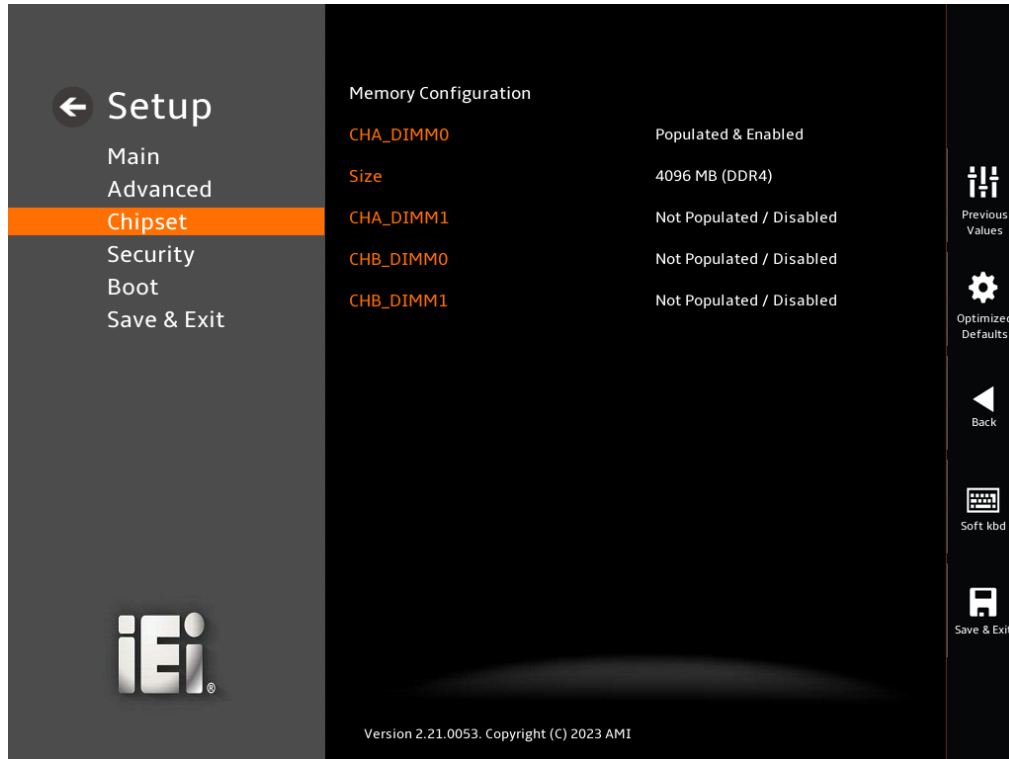 Setup
Main
Advanced
Chipset
Security
Boot
Save & Exit
iEi®
Memory Configuration
CHA_DIMM0 Populated & Enabled
Size 4096 MB (DDR4)
CHA_DIMM1 Not Populated / Disabled
CHB_DIMM0 Not Populated / Disabled
CHB_DIMM1 Not Populated / Disabled
Version 2.21.0053. Copyright (C) 2023 AMI
Previous
Values
Optimized
Defaults
Back
Soft kbd
Save & Exit